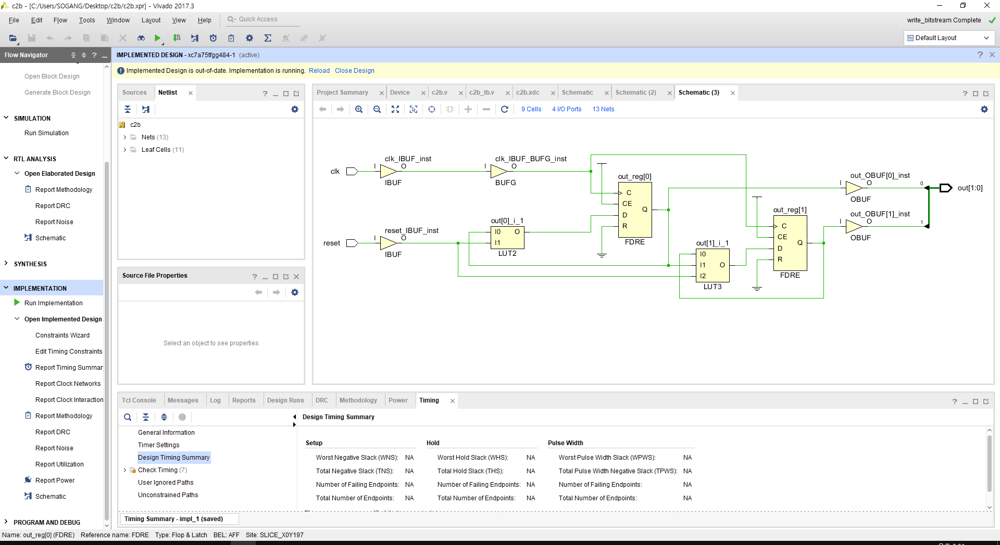 c2b - [C:/Users/SOGANG/Desktop/c2b/c2b.xpr] - Vivado 2017.3
File Edit Flow Tools Window Layout View Help Quick Access
write_bitstream Complete
Default Layout
Flow Navigator
IMPLEMENTED DESIGN - xc7a75tfgg484-1 (active)
Implemented Design is out-of-date. Implementation is running. Reload Close Design
Open Block Design
Generate Block Design
SIMULATION
Run Simulation
RTL ANALYSIS
Open Elaborated Design
Report Methodology
Report DRC
Report Noise
Schematic
SYNTHESIS
IMPLEMENTATION
Run Implementation
Open Implemented Design
Constraints Wizard
Edit Timing Constraints
Report Timing Summar
Report Clock Networks
Report Clock Interaction
Report Methodology
Report DRC
Report Noise
Report Utilization
Report Power
Schematic
PROGRAM AND DEBUG
Sources Netlist
c2b
Nets (13)
Leaf Cells (11)
Source File Properties
Select an object to see properties
Project Summary Device c2b.v c2b_tb.v c2b.xdc Schematic Schematic (2) Schematic (3)
9 Cells 4 I/O Ports 13 Nets
clk
I
clk_IBUF_inst
O
IBUF
I
clk_IBUF_BUFG_inst
O
BUFG
reset
I
reset_IBUF_inst
O
IBUF
out[0]_i_1
I0 O
I1
LUT2
out_reg[0]
C
CE
D
R
Q
FDRE
out[1]_i_1
I0
I1 O
I2
LUT3
out_reg[1]
C
CE
D
R
Q
FDRE
out_OBUF[0]_inst
I O
OBUF
0
out_OBUF[1]_inst
I O
OBUF
1
out[1:0]
Tcl Console Messages Log Reports Design Runs DRC Methodology Power Timing
General Information
Timer Settings
Design Timing Summary
Check Timing (7)
User Ignored Paths
Unconstrained Paths
Design Timing Summary
Setup Hold Pulse Width
Worst Negative Slack (WNS): NA Worst Hold Slack (WHS): NA Worst Pulse Width Slack (WPWS): NA
Total Negative Slack (TNS): NA Total Hold Slack (THS): NA Total Pulse Width Negative Slack (TPWS): NA
Number of Failing Endpoints: NA Number of Failing Endpoints: NA Number of Failing Endpoints: NA
Total Number of Endpoints: NA Total Number of Endpoints: NA Total Number of Endpoints: NA
Timing Summary - impl_1 (saved)
Name: out_reg[0] (FDRE) Reference name: FDRE Type: Flop & Latch BEL: AFF Site: SLICE_X0Y197